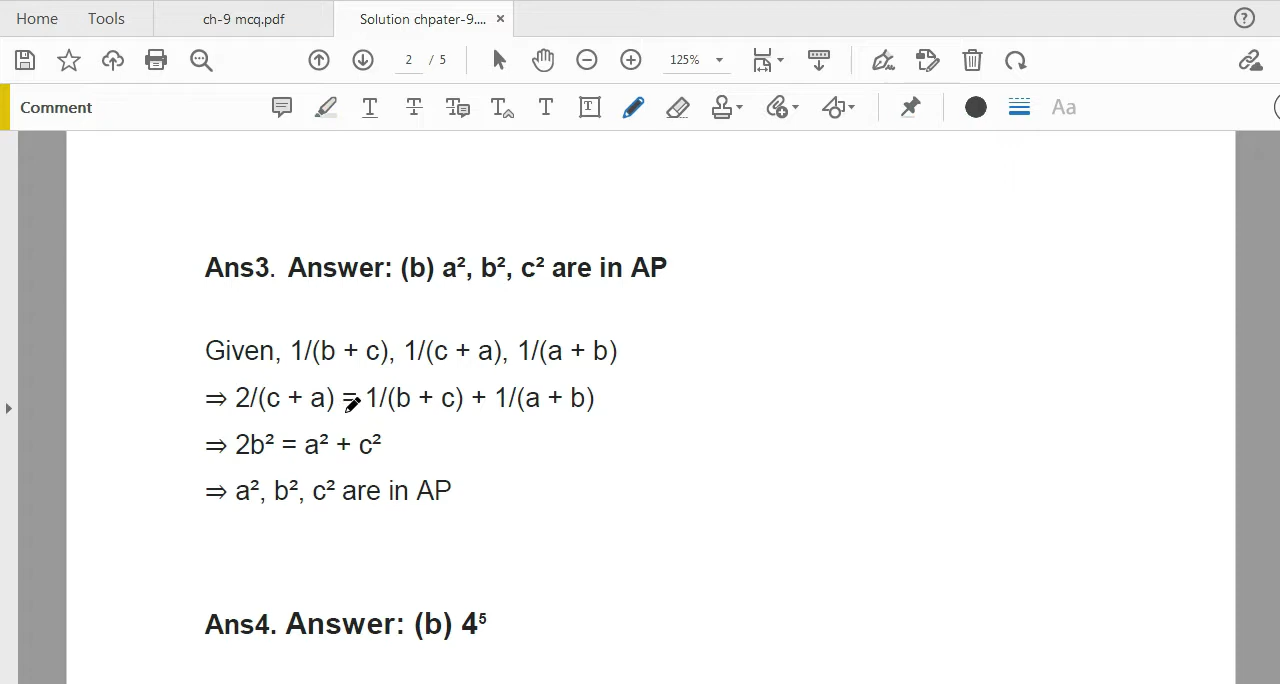 Home Tools ch-9 mcq.pdf Solution chpater-9.... ×
2 / 5 125%
Comment Aa
Ans3. Answer: (b) a², b², c² are in AP
Given, 1/(b + c), 1/(c + a), 1/(a + b)
⇒ 2/(c + a) = 1/(b + c) + 1/(a + b)
⇒ 2b² = a² + c²
⇒ a², b², c² are in AP
Ans4. Answer: (b) 4⁵